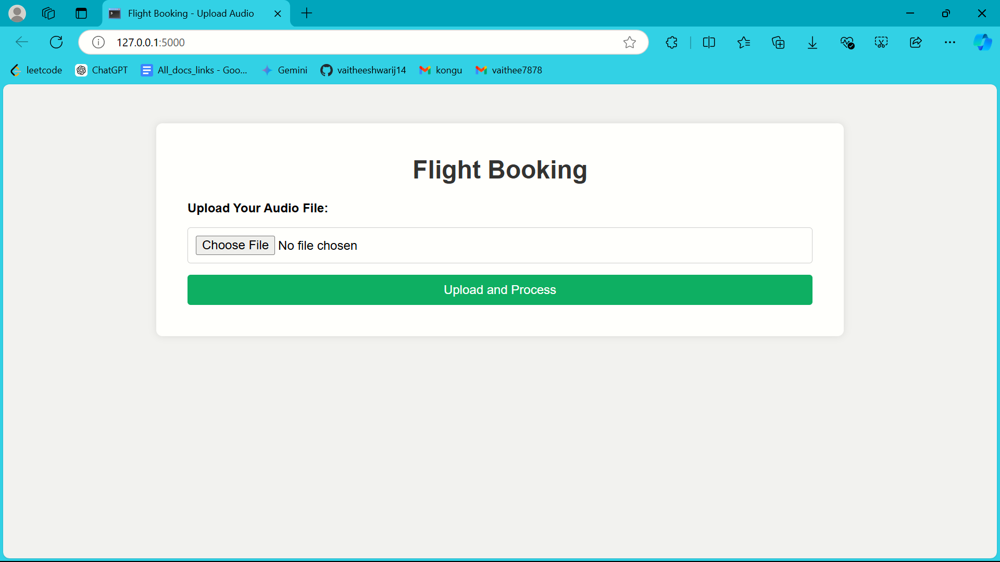 Flight Booking - Upload Audio
127.0.0.1:5000
leetcode ChatGPT All_docs_links - Goo... Gemini vaitheeshwarij14 kongu vaithee7878
Flight Booking
Upload Your Audio File:
Choose File No file chosen
Upload and Process